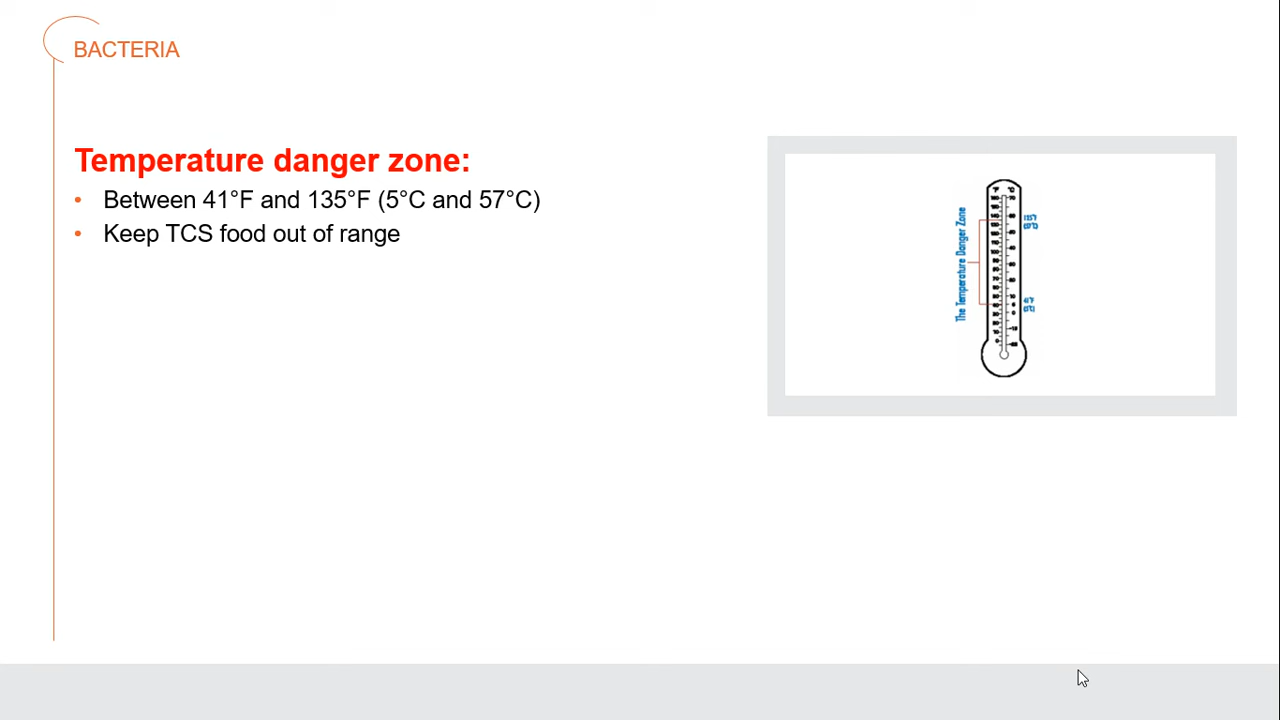 BACTERIA
Temperature danger zone:
• Between 41°F and 135°F (5°C and 57°C)
• Keep TCS food out of range
The Temperature Danger Zone
°F °C